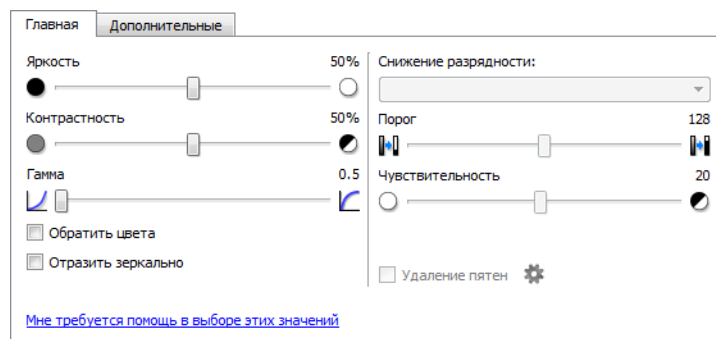 Главная Дополнительные
Яркость 50%
Контрастность 50%
Гамма 0.5
Обратить цвета
Отразить зеркально
Снижение разрядности:
Порог 128
Чувствительность 20
Удаление пятен
Мне требуется помощь в выборе этих значений